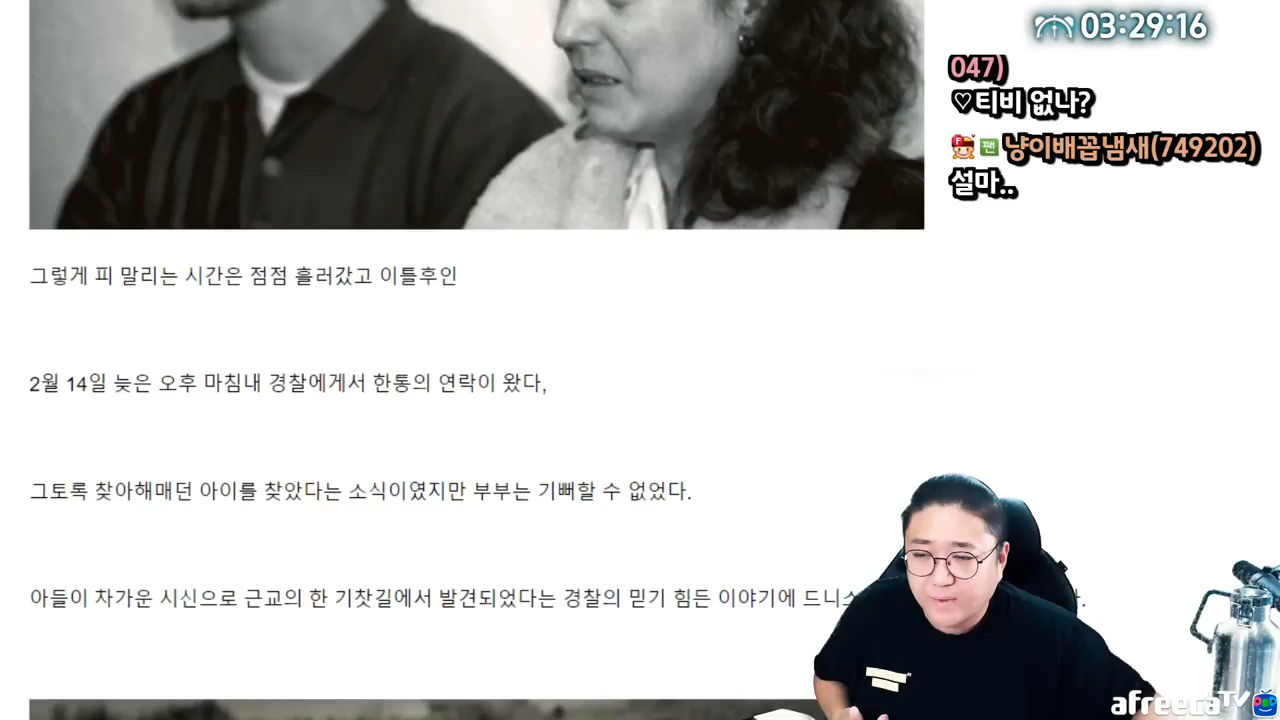 03:29:16
047)
♡티비 없나?
팬 냥이배꼽냄새(749202)
설마..
그렇게 피 말리는 시간은 점점 흘러갔고 이틀후인
2월 14일 늦은 오후 마침내 경찰에게서 한통의 연락이 왔다,
그토록 찾아해매던 아이를 찾았다는 소식이였지만 부부는 기뻐할 수 없었다.
아들이 차가운 시신으로 근교의 한 기찻길에서 발견되었다는 경찰의 믿기 힘든 이야기에 드니스
afreecaTV